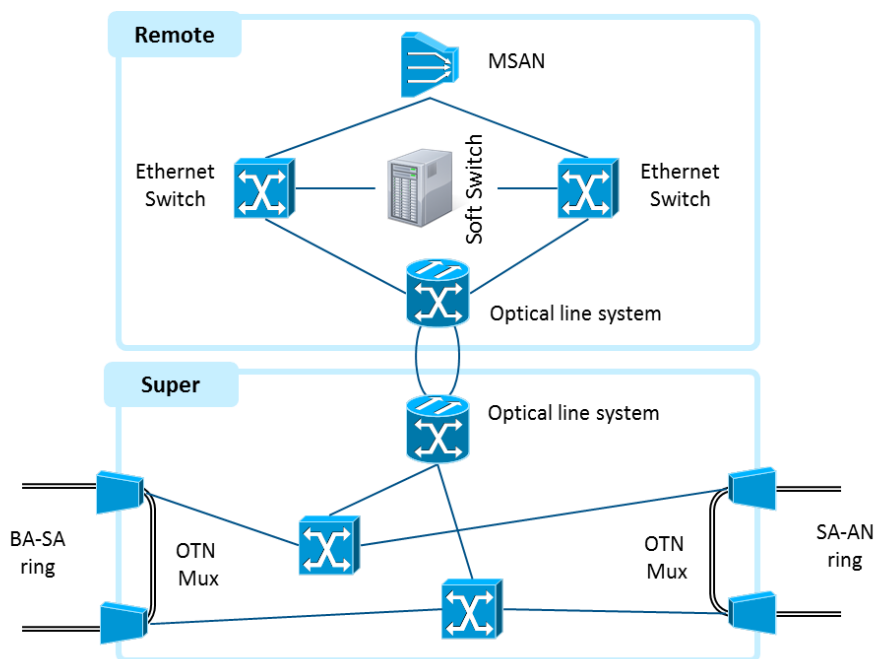 Remote
MSAN
Ethernet
Switch
Soft Switch
Ethernet
Switch
Optical line system
Super
Optical line system
BA-SA
ring
OTN
Mux
OTN
Mux
SA-AN
ring